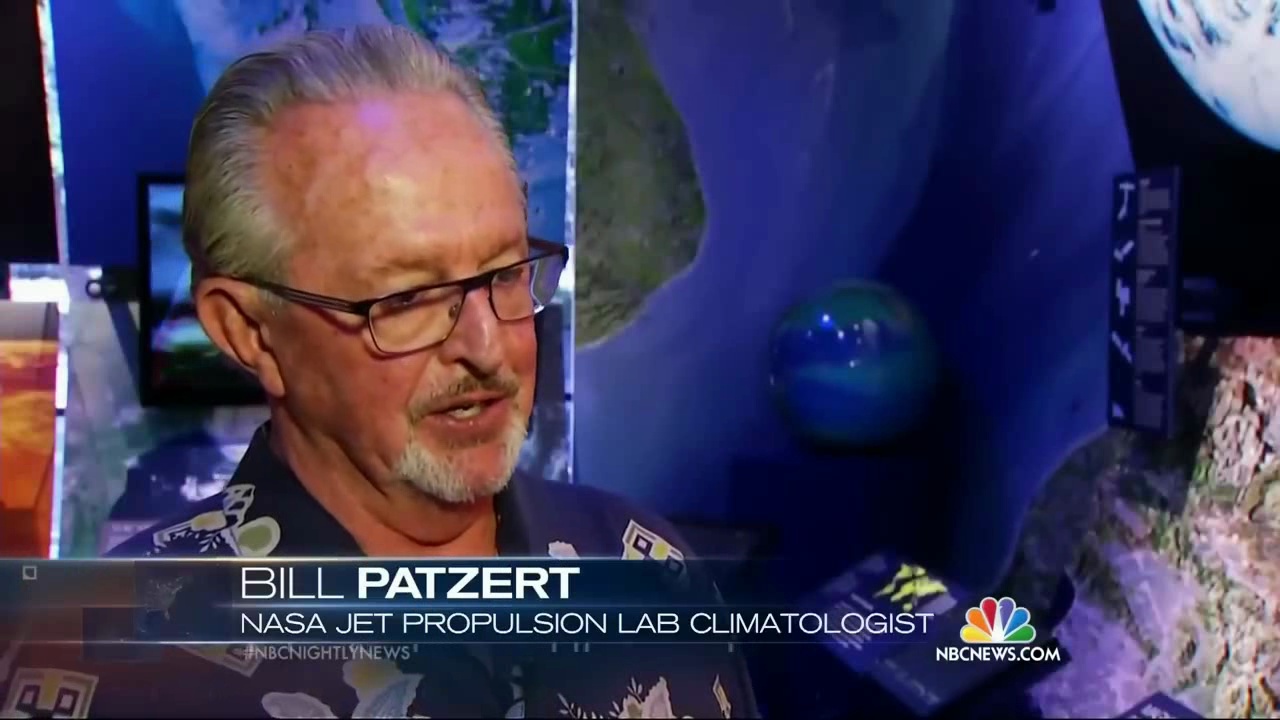 BILL PATZERT
NASA JET PROPULSION LAB CLIMATOLOGIST
#NBCNIGHTLYNEWS
NBCNEWS.COM